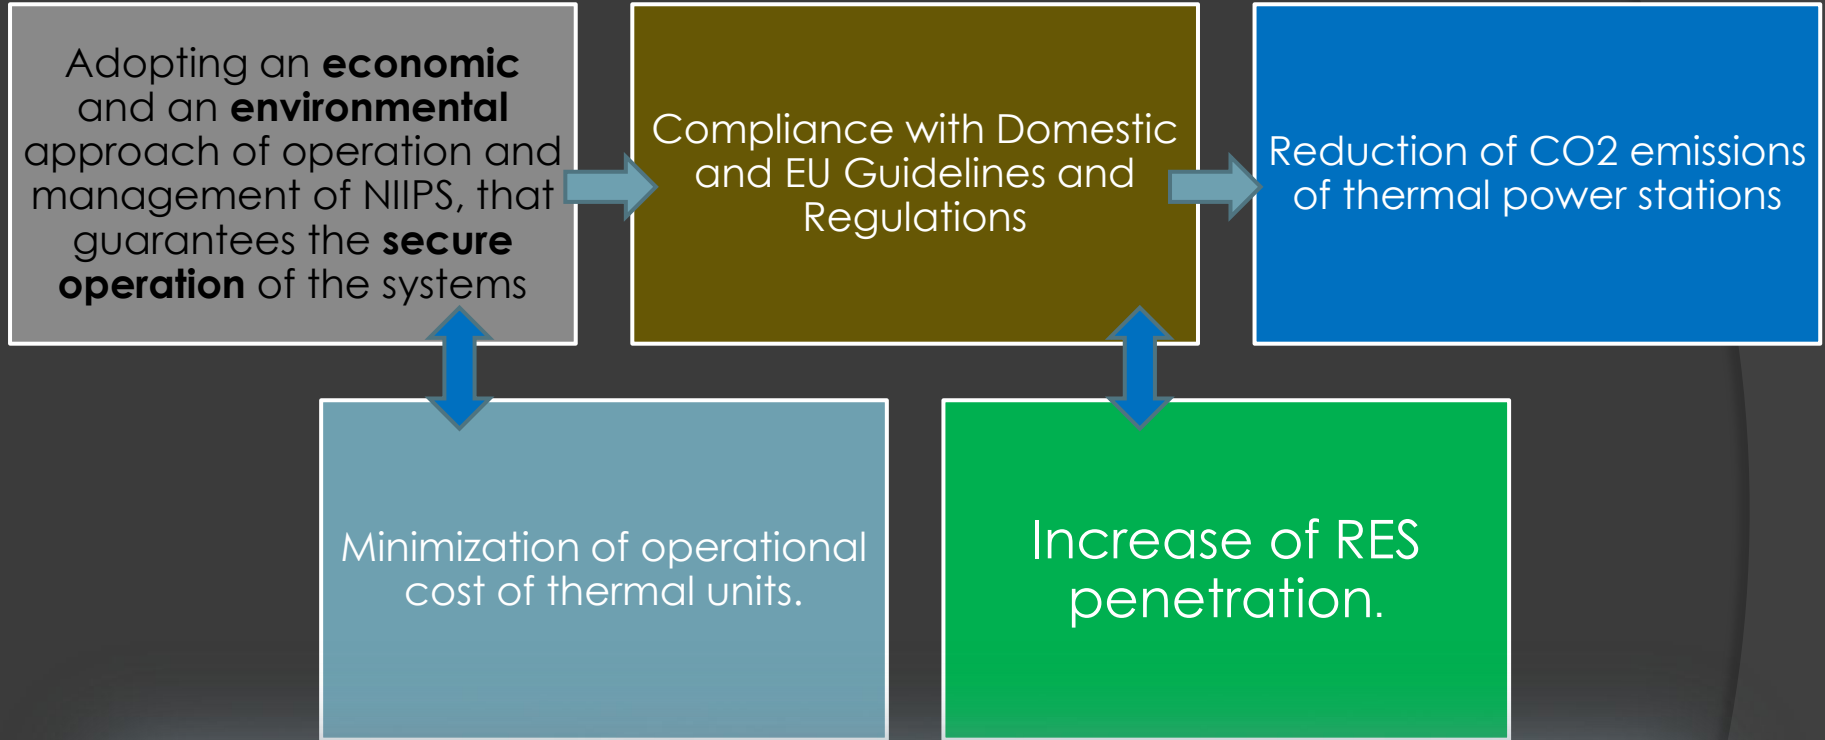 Adopting an economic
and an environmental
approach of operation and
management of NIIPS, that
guarantees the secure
operation of the systems
Compliance with Domestic
and EU Guidelines and
Regulations
Reduction of CO2 emissions
of thermal power stations
Minimization of operational
cost of thermal units.
Increase of RES
penetration.